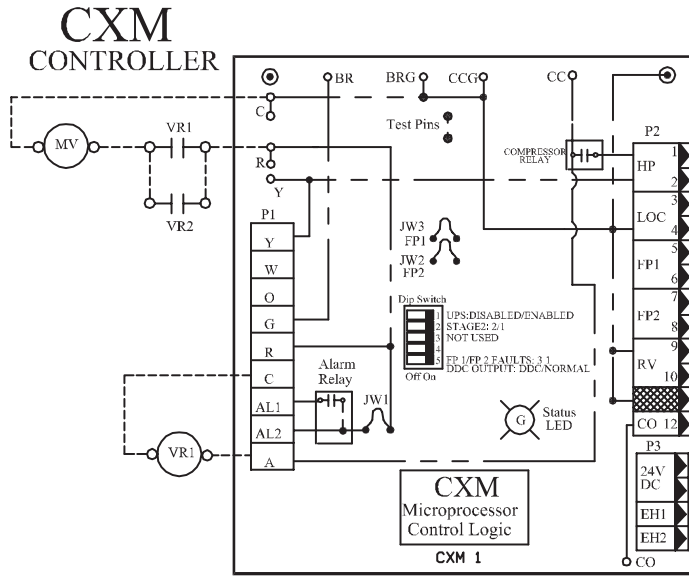 CXM
CONTROLLER
BR
BRG
CCG
CC
C
Test Pins
P2
MV
VR1
COMPRESSOR
RELAY
1
HP
R
2
Y
VR2
3
LOC
P1
JW3
4
Y
FP1
5
JW2
FP1
W
FP2
6
O
7
Dip Switch
FP2
G
1 UPS:DISABLED/ENABLED
8
2 STAGE2: 2/1
3 NOT USED
R
4
9
5 FP 1/FP 2 FAULTS: 3 1
RV
DDC OUTPUT: DDC/NORMAL
Alarm
Relay
Off On
10
C
AL1
JW1
Status
LED
G
CO 12
AL2
P3
VR1
A
24V
DC
CXM
Microprocessor
Control Logic
EH1
EH2
CXM 1
CO